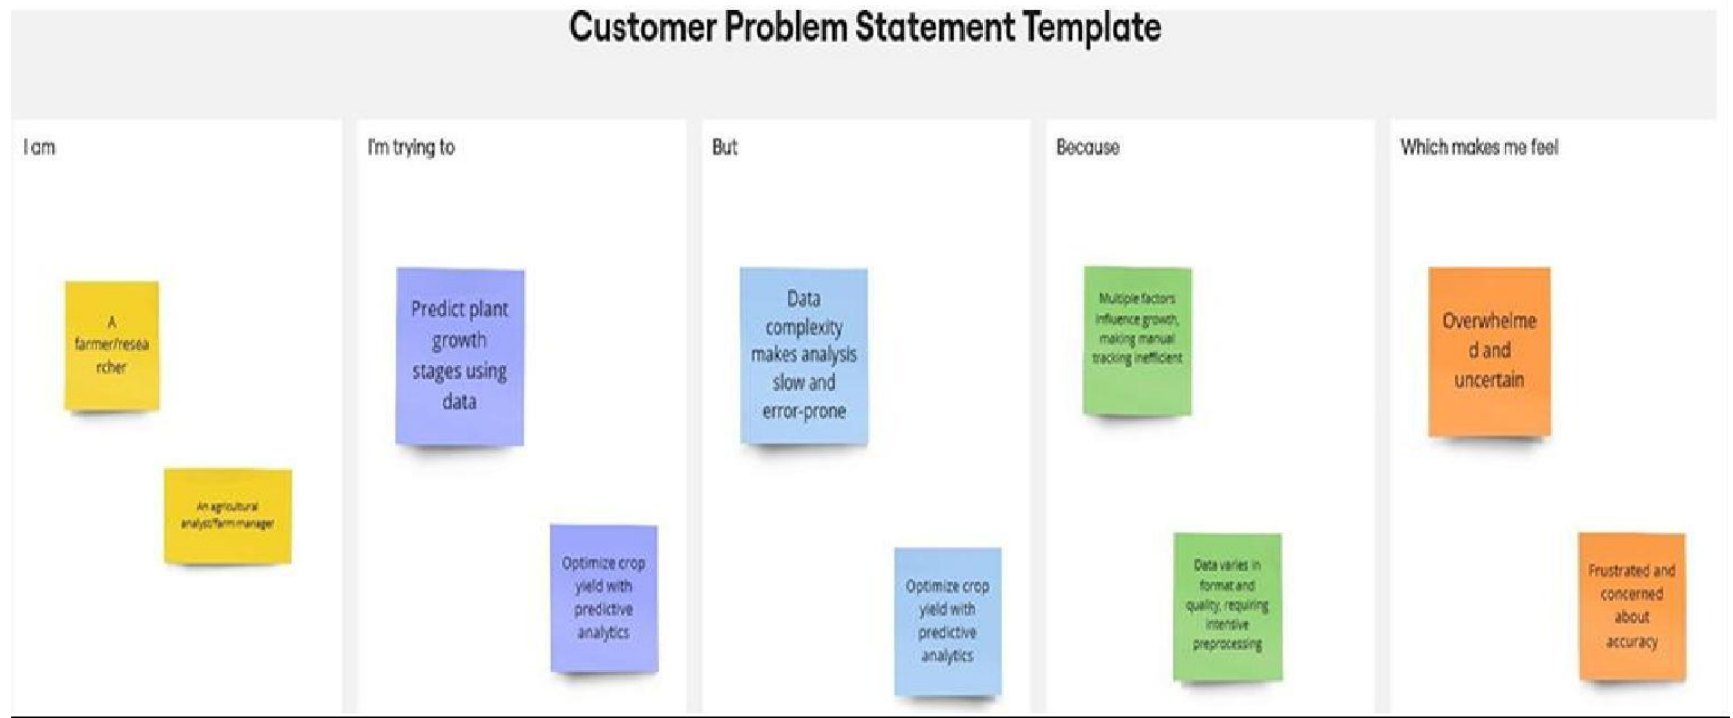 Customer Problem Statement Template
I am
I'm trying to
But
Because
Which makes me feel
A
farmer/resea
rcher
An agricultural
analyst/farm manager
Predict plant
growth
stages using
data
Optimize crop
yield with
predictive
analytics
Data
complexity
makes analysis
slow and
error-prone
Optimize crop
yield with
predictive
analytics
Multiple factors
influence growth,
making manual
tracking inefficient
Data varies in
format and
quality, requiring
intensive
preprocessing
Overwhelme
d and
uncertain
Frustrated and
concerned
about
accuracy